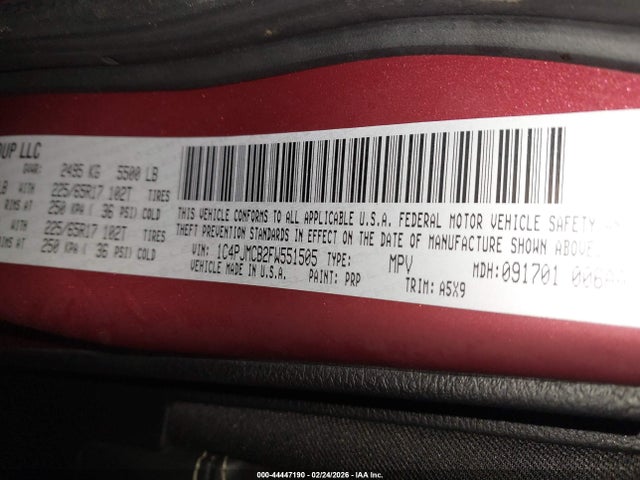 OUP LLC
GVWR: 2495 KG 5500 LB
LB WITH 225/65R17 102T TIRES
RIMS AT 250 KPA ( 36 PSI) COLD
WITH 225/65R17 102T TIRES
RIMS AT 250 KPA ( 36 PSI) COLD
THIS VEHICLE CONFORMS TO ALL APPLICABLE U.S.A. FEDERAL MOTOR VEHICLE SAFETY
THEFT PREVENTION STANDARDS IN EFFECT ON THE DATE OF MANUFACTURE SHOWN ABOVE.
VIN: 1C4PJMCB2FW551505 TYPE: MPV MDH: 091701
VEHICLE MADE IN U.S.A. PAINT: PRP TRIM: A5X9
000-44447190 - 02/24/2026 - IAA Inc.